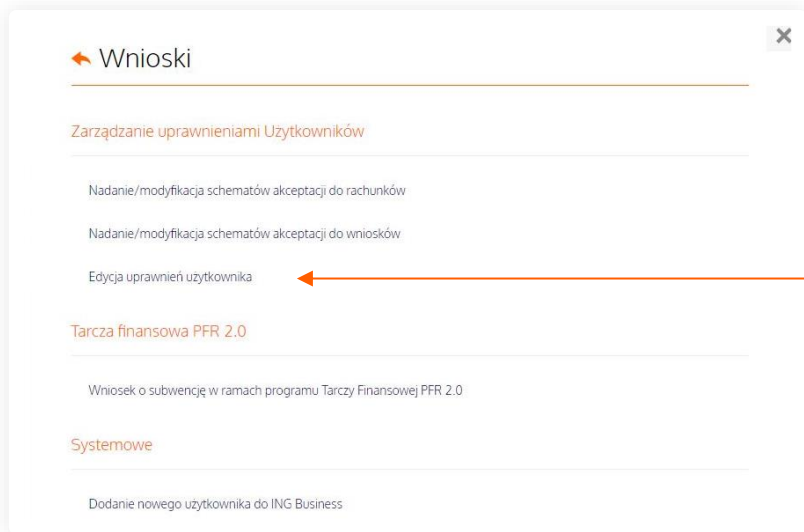 Wnioski
Zarządzanie uprawnieniami Użytkowników
Nadanie/modyfikacja schematów akceptacji do rachunków
Nadanie/modyfikacja schematów akceptacji do wniosków
Edycja uprawnień użytkownika
Tarcza finansowa PFR 2.0
Wniosek o subwencję w ramach programu Tarczy Finansowej PFR 2.0
Systemowe
Dodanie nowego użytkownika do ING Business